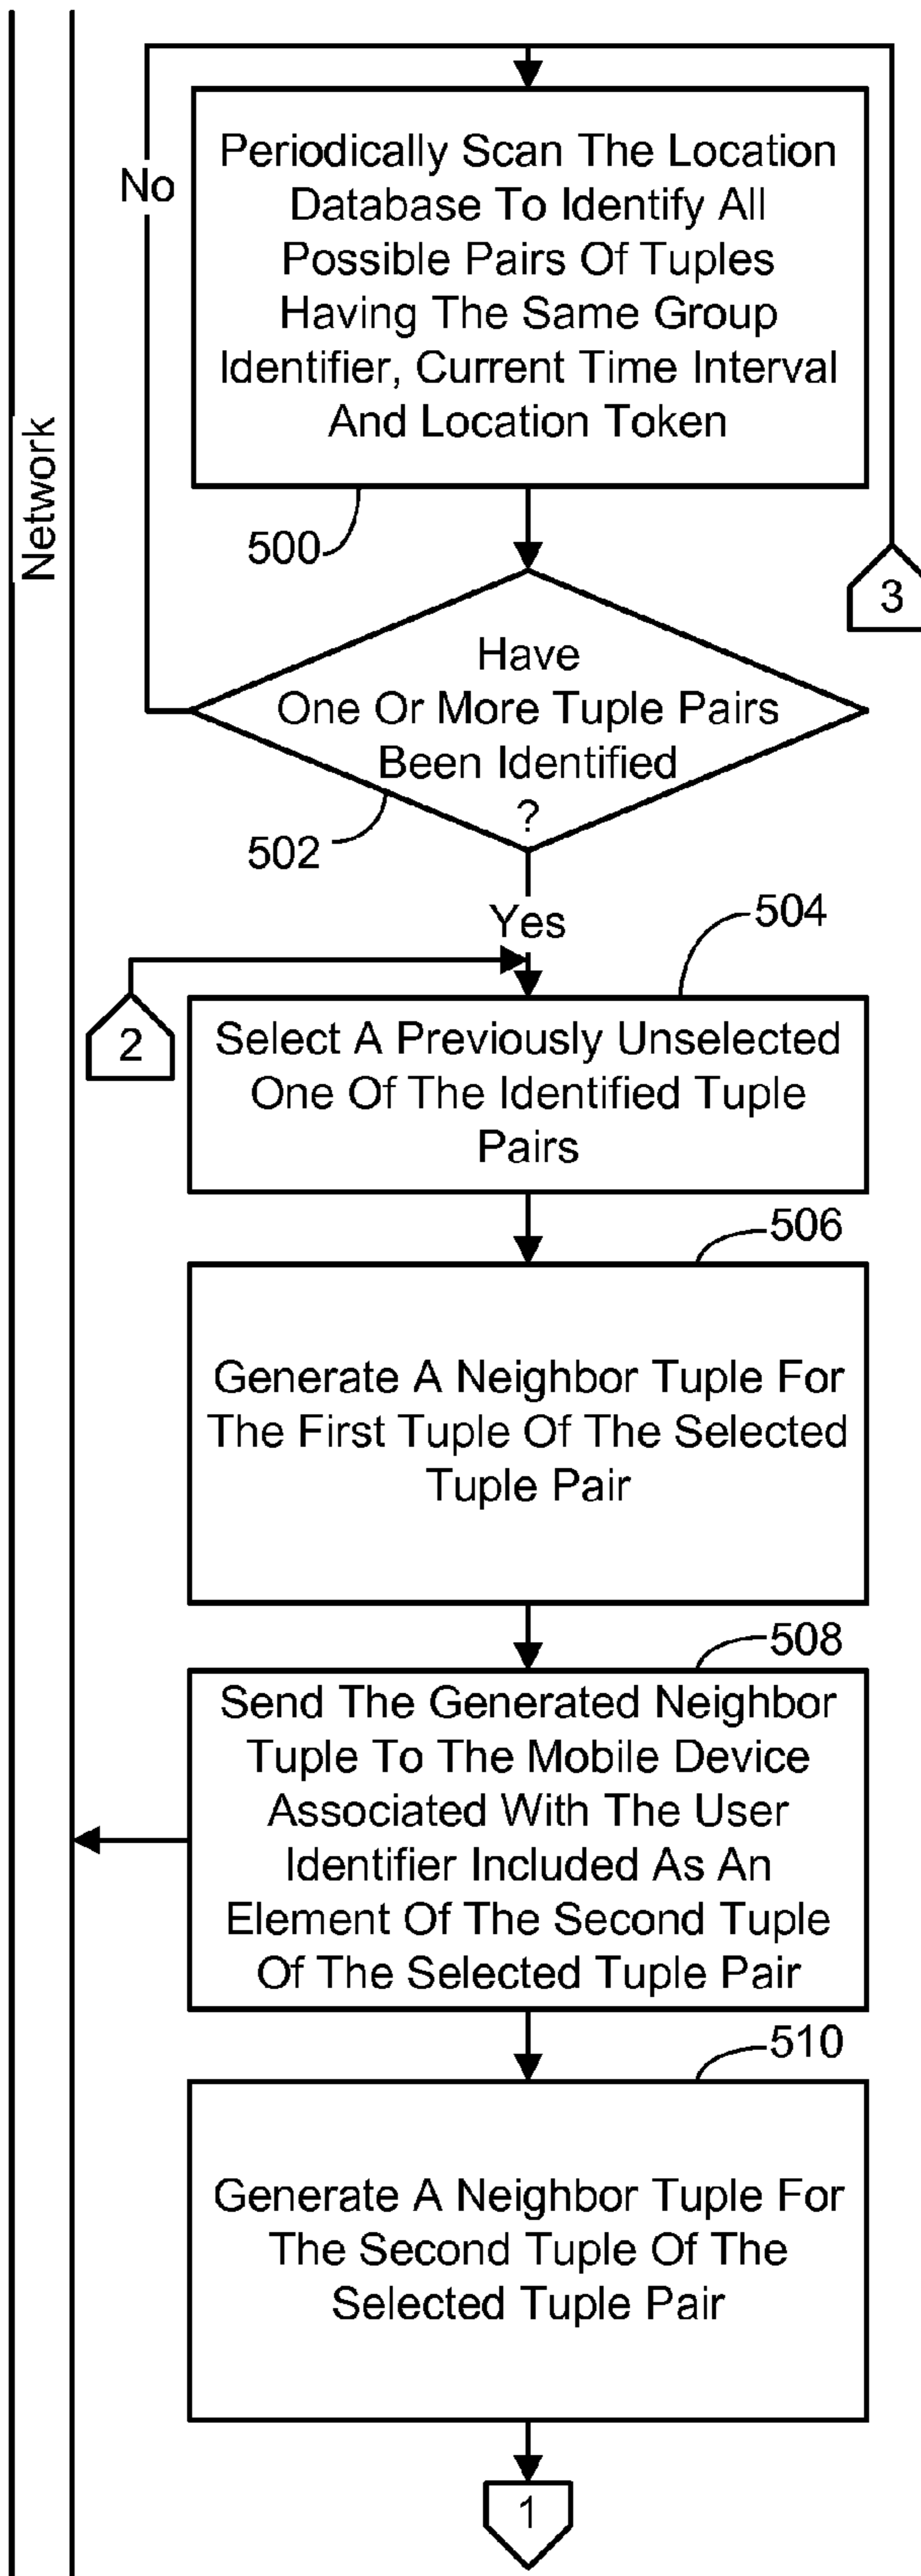 Network
No
Periodically Scan The Location
Database To Identify All
Possible Pairs Of Tuples
Having The Same Group
Identifier, Current Time Interval
And Location Token
500
3
Have
One Or More Tuple Pairs
Been Identified
?
502
Yes
504
2
Select A Previously Unselected
One Of The Identified Tuple
Pairs
506
Generate A Neighbor Tuple For
The First Tuple Of The Selected
Tuple Pair
508
Send The Generated Neighbor
Tuple To The Mobile Device
Associated With The User
Identifier Included As An
Element Of The Second Tuple
Of The Selected Tuple Pair
510
Generate A Neighbor Tuple For
The Second Tuple Of The
Selected Tuple Pair
1